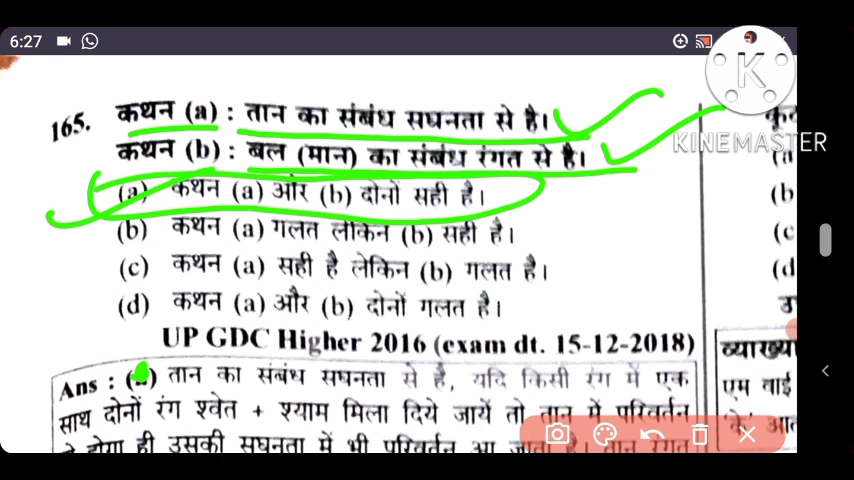 6:27
KINEMASTER
165. कथन (a) : तान का संबंध सघनता से है।
कथन (b) : बल (मान) का संबंध रंगत से है।
(a) कथन (a) और (b) दोनों सही है।
(b) कथन (a) गलत लेकिन (b) सही है।
(c) कथन (a) सही है लेकिन (b) गलत है।
(d) कथन (a) और (b) दोनों गलत है।
UP GDC Higher 2016 (exam dt. 15-12-2018)
Ans : ( ) तान का संबंध सघनता से है, यदि किसी रंग में एक
साथ दोनों रंग श्वेत + श्याम मिला दिये जायें तो तान में परिवर्तन
होगा ही उसकी सघनता में भी परिवर्तन आ जाता है। तान रंगत
(b
(c
(d
व्याख्या
एम वाई
के'